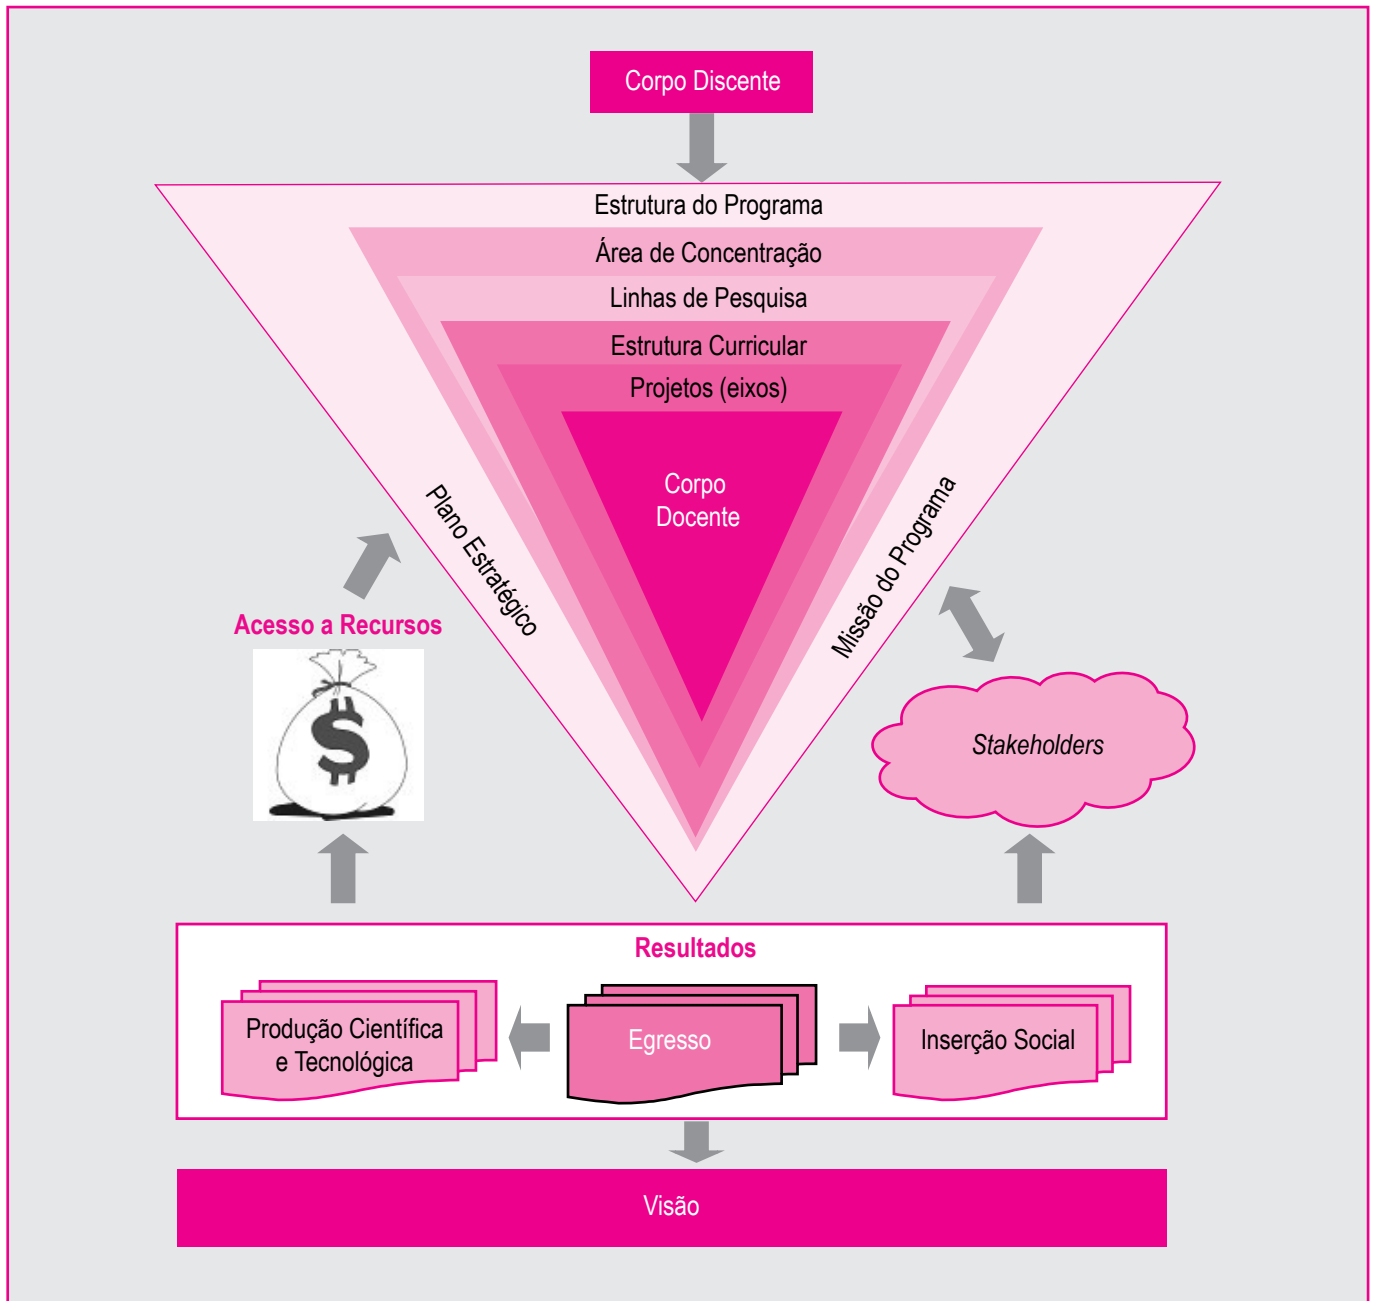 Corpo Discente
Estrutura do Programa
Área de Concentração
Linhas de Pesquisa
Estrutura Curricular
Projetos (eixos)
Corpo
Docente
Plano Estratégico
Missão do Programa
Acesso a Recursos
$
Stakeholders
Resultados
Produção Científica
e Tecnológica
Egresso
Inserção Social
Visão